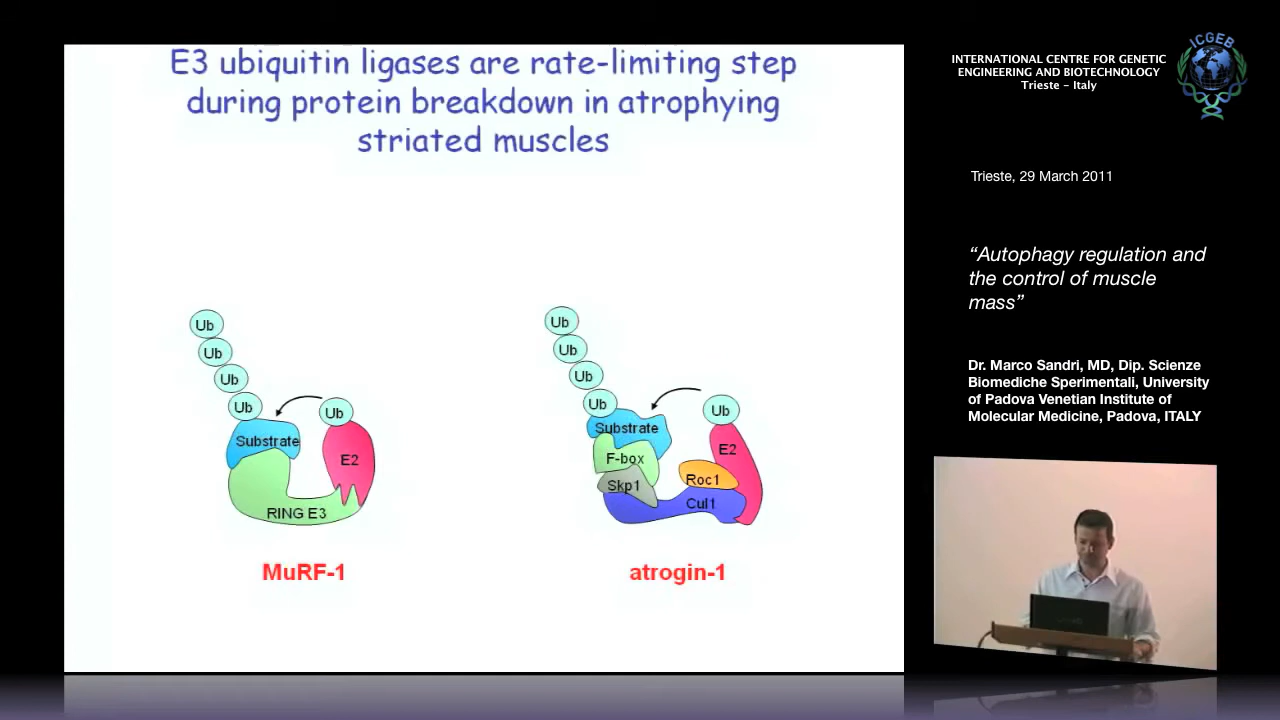 E3 ubiquitin ligases are rate-limiting step
during protein breakdown in atrophying
striated muscles
Ub
Ub
Ub
Ub
Ub
Substrate
E2
RING E3
MuRF-1
Ub
Ub
Ub
Ub
Ub
Substrate
E2
F-box
Skp1
Roc1
Cul1
atrogin-1
INTERNATIONAL CENTRE FOR GENETIC
ENGINEERING AND BIOTECHNOLOGY
Trieste - Italy
ICGEB
Trieste, 29 March 2011
“Autophagy regulation and
the control of muscle
mass”
Dr. Marco Sandri, MD, Dip. Scienze
Biomediche Sperimentali, University
of Padova Venetian Institute of
Molecular Medicine, Padova, ITALY